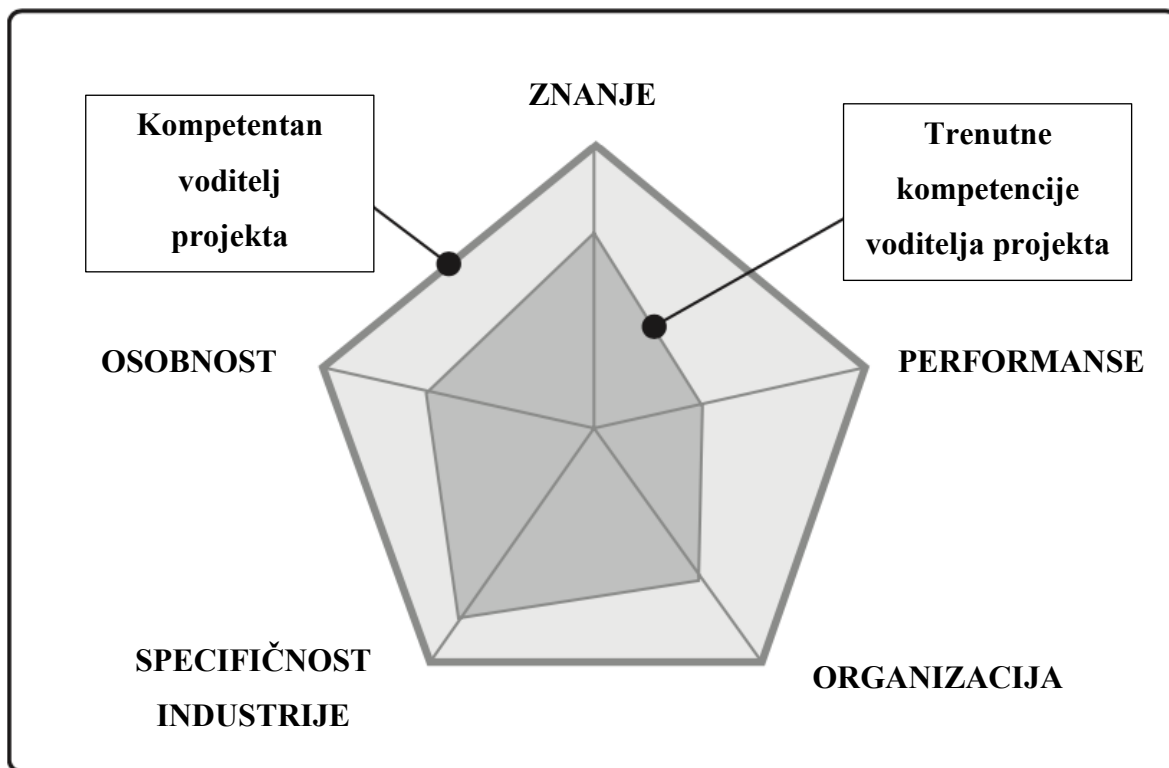 ZNANJE
Kompetentan
voditelj
projekta
Trenutne
kompetencije
voditelja projekta
OSOBNOST
PERFORMANSE
SPECIFIČNOST
INDUSTRIJE
ORGANIZACIJA